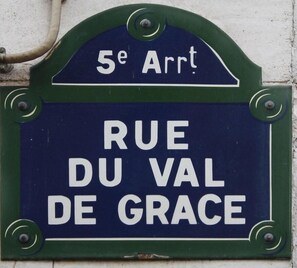 5e Arrt
RUE
DU VAL
DE GRACE